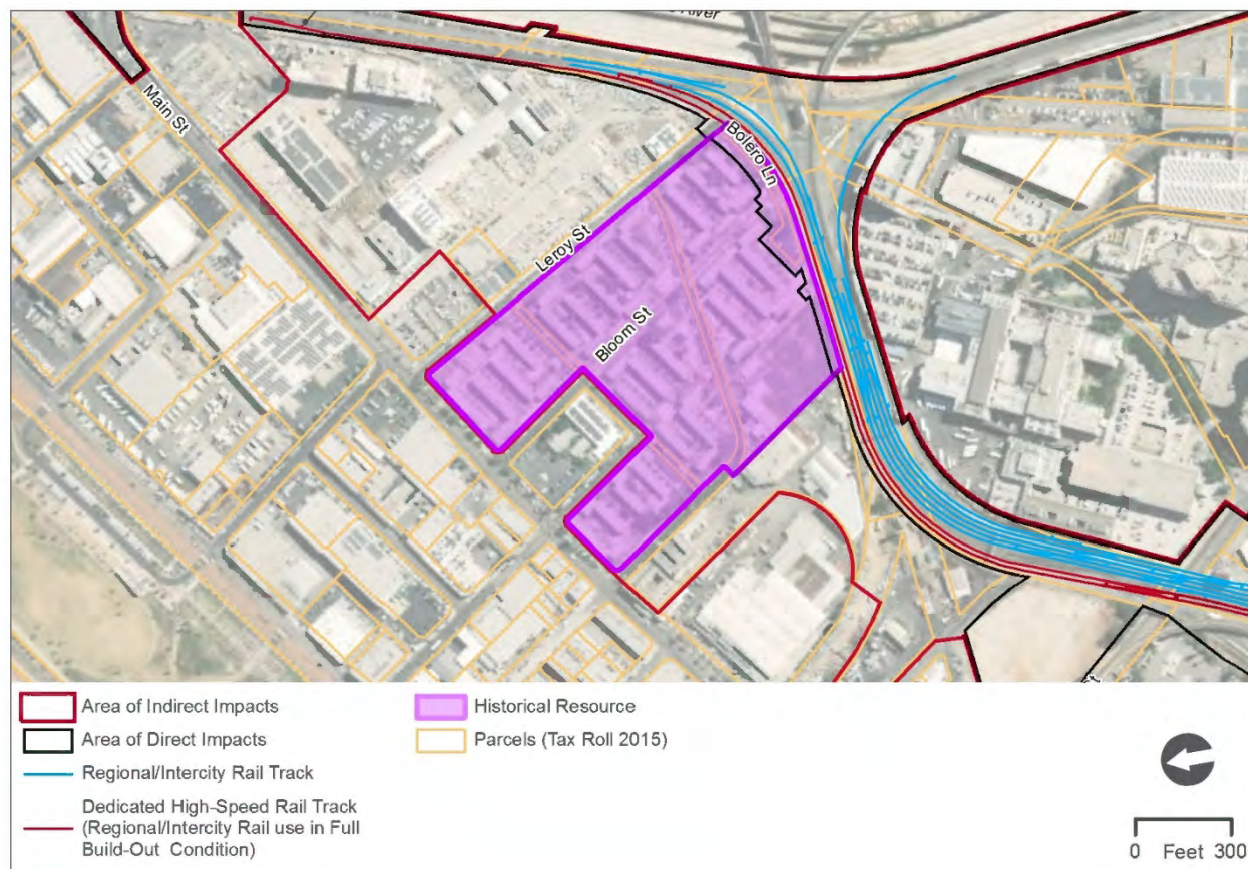 River
Main St
Bolero Ln
Leroy St
Bloom St
Area of Indirect Impacts
Area of Direct Impacts
Regional/Intercity Rail Track
Dedicated High-Speed Rail Track
(Regional/Intercity Rail use in Full
Build-Out Condition)
Historical Resource
Parcels (Tax Roll 2015)
0 Feet 300